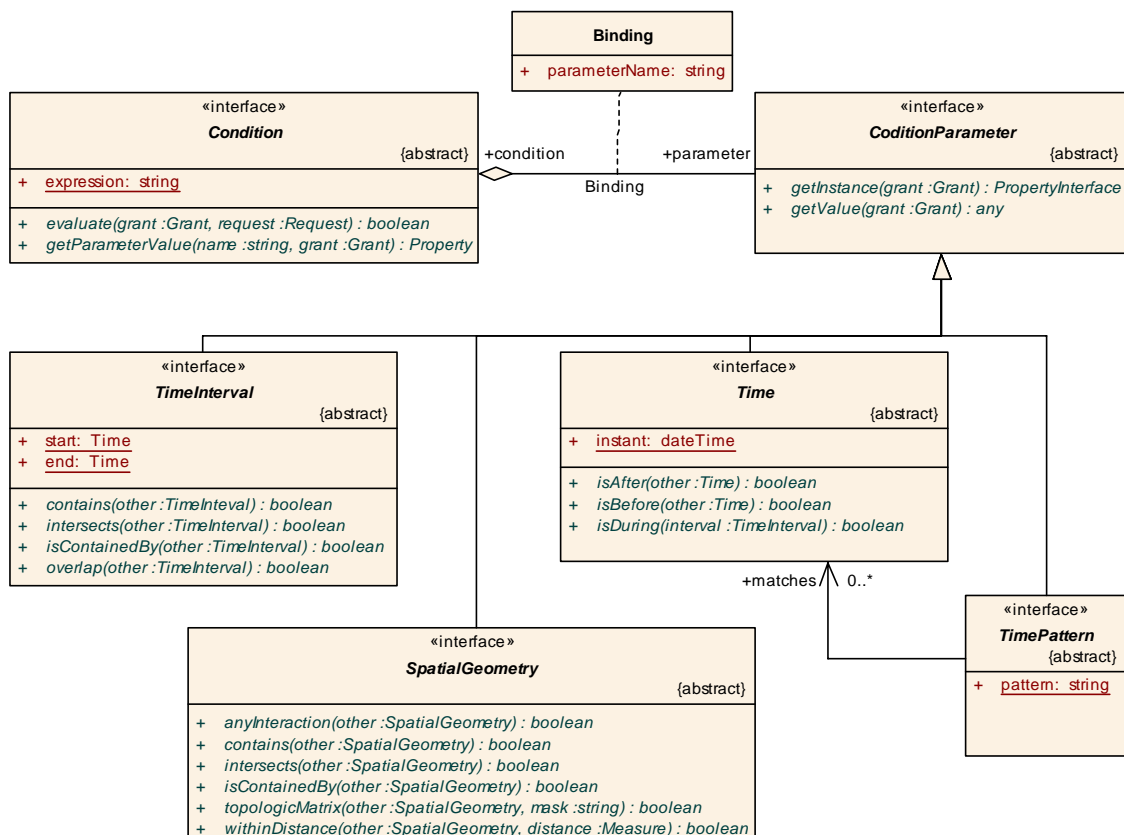 Binding
+ parameterName: string
«interface»
Condition
{abstract}
+ expression: string
+ evaluate(grant :Grant, request :Request) : boolean
+ getParameterValue(name :string, grant :Grant) : Property
+condition
+parameter
Binding
«interface»
CoditionParameter
{abstract}
+ getInstance(grant :Grant) : PropertyInterface
+ getValue(grant :Grant) : any
«interface»
TimeInterval
{abstract}
+ start: Time
+ end: Time
+ contains(other :TimeInteval) : boolean
+ intersects(other :TimeInterval) : boolean
+ isContainedBy(other :TimeInterval) : boolean
+ overlap(other :TimeInterval) : boolean
«interface»
Time
{abstract}
+ instant: dateTime
+ isAfter(other :Time) : boolean
+ isBefore(other :Time) : boolean
+ isDuring(interval :TimeInterval) : boolean
+matches 0..*
«interface»
TimePattern
{abstract}
+ pattern: string
«interface»
SpatialGeometry
{abstract}
+ anyInteraction(other :SpatialGeometry) : boolean
+ contains(other :SpatialGeometry) : boolean
+ intersects(other :SpatialGeometry) : boolean
+ isContainedBy(other :SpatialGeometry) : boolean
+ topologicMatrix(other :SpatialGeometry, mask :string) : boolean
+ withinDistance(other :SpatialGeometry, distance :Measure) : boolean